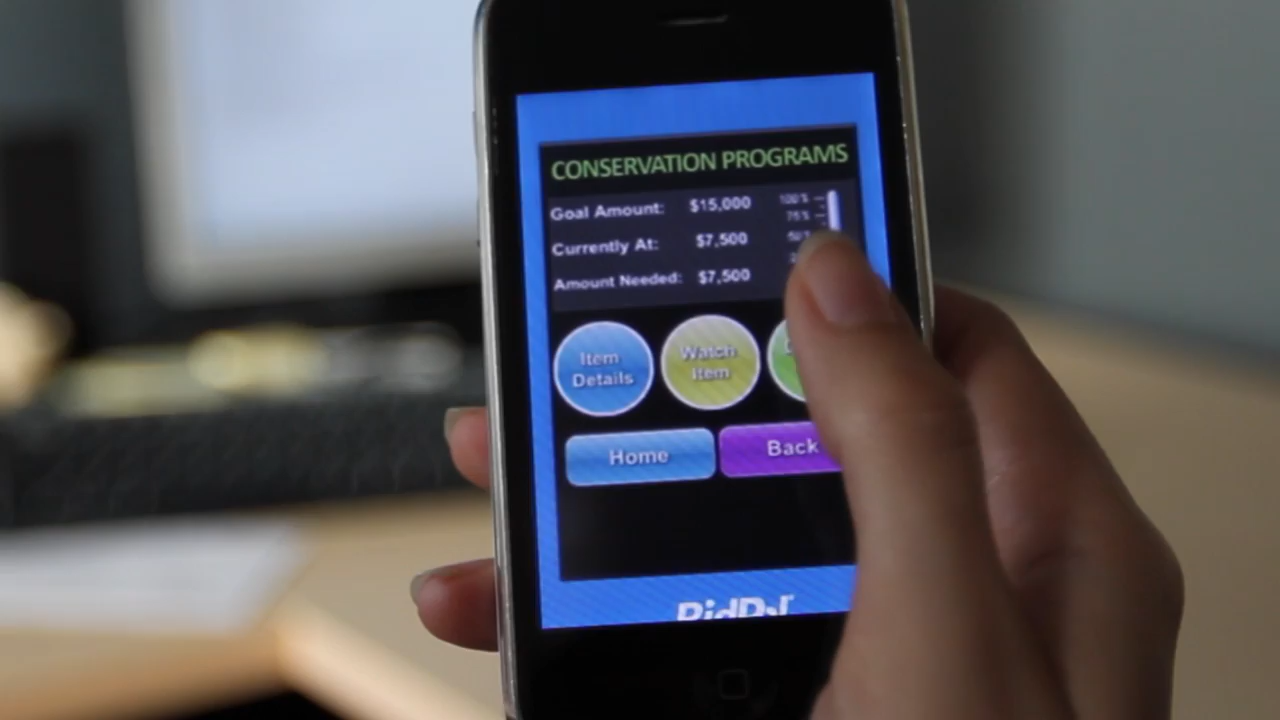 CONSERVATION PROGRAMS
Goal Amount: $15,000 100%
75%
Currently At: $7,500 50%
Amount Needed: $7,500
Item Details
Watch Item
Home Back